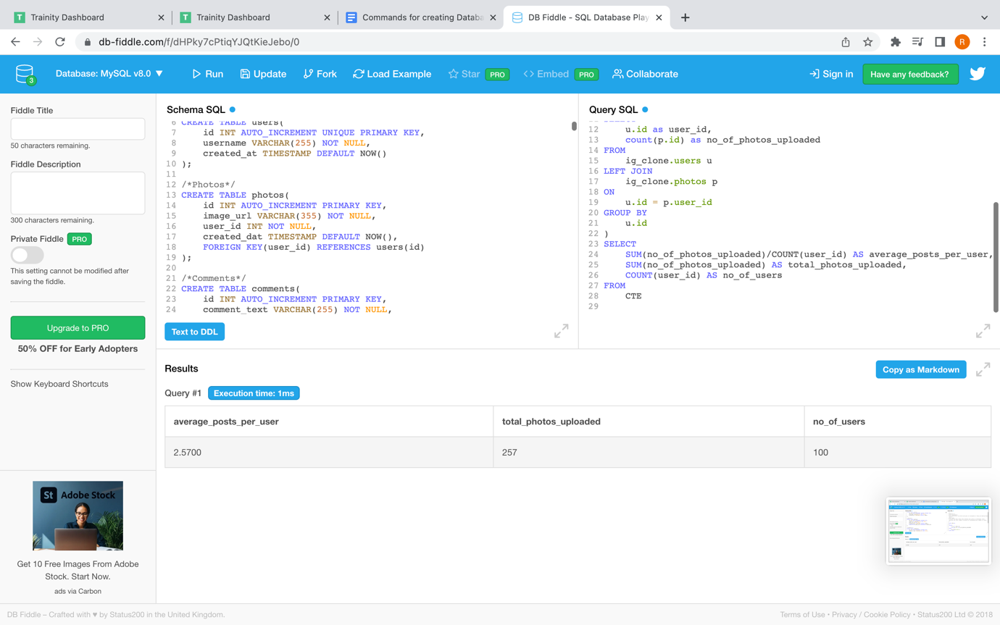 Trainity Dashboard
Trainity Dashboard
Commands for creating Databa
DB Fiddle - SQL Database Play
db-fiddle.com/f/dHPky7cPtiqYJQtKieJebo/0
R
3
Database: MySQL v8.0 ▼
Run
Update
Fork
Load Example
Star PRO
Embed PRO
Collaborate
Sign in
Have any feedback?
Fiddle Title
50 characters remaining.
Fiddle Description
300 characters remaining.
Private Fiddle PRO
This setting cannot be modified after
saving the fiddle.
Upgrade to PRO
50% OFF for Early Adopters
Show Keyboard Shortcuts
St Adobe Stock
Get 10 Free Images From Adobe
Stock. Start Now.
ads via Carbon
Schema SQL
6 CREATE TABLE users(
7 id INT AUTO_INCREMENT UNIQUE PRIMARY KEY,
8 username VARCHAR(255) NOT NULL,
9 created_at TIMESTAMP DEFAULT NOW()
10 );
11
12 /*Photos*/
13 CREATE TABLE photos(
14 id INT AUTO_INCREMENT PRIMARY KEY,
15 image_url VARCHAR(355) NOT NULL,
16 user_id INT NOT NULL,
17 created_dat TIMESTAMP DEFAULT NOW(),
18 FOREIGN KEY(user_id) REFERENCES users(id)
19 );
20
21 /*Comments*/
22 CREATE TABLE comments(
23 id INT AUTO_INCREMENT PRIMARY KEY,
24 comment_text VARCHAR(255) NOT NULL,
Text to DDL
Query SQL
12 u.id as user_id,
13 count(p.id) as no_of_photos_uploaded
14 FROM
15 ig_clone.users u
16 LEFT JOIN
17 ig_clone.photos p
18 ON
19 u.id = p.user_id
20 GROUP BY
21 u.id
22 )
23 SELECT
24 SUM(no_of_photos_uploaded)/COUNT(user_id) AS average_posts_per_user,
25 SUM(no_of_photos_uploaded) AS total_photos_uploaded,
26 COUNT(user_id) AS no_of_users
27 FROM
28 CTE
29
Results
Copy as Markdown
Query #1 Execution time: 1ms
average_posts_per_user total_photos_uploaded no_of_users
2.5700 257 100
DB Fiddle – Crafted with ♥ by Status200 in the United Kingdom.
Terms of Use • Privacy / Cookie Policy • Status200 Ltd © 2018